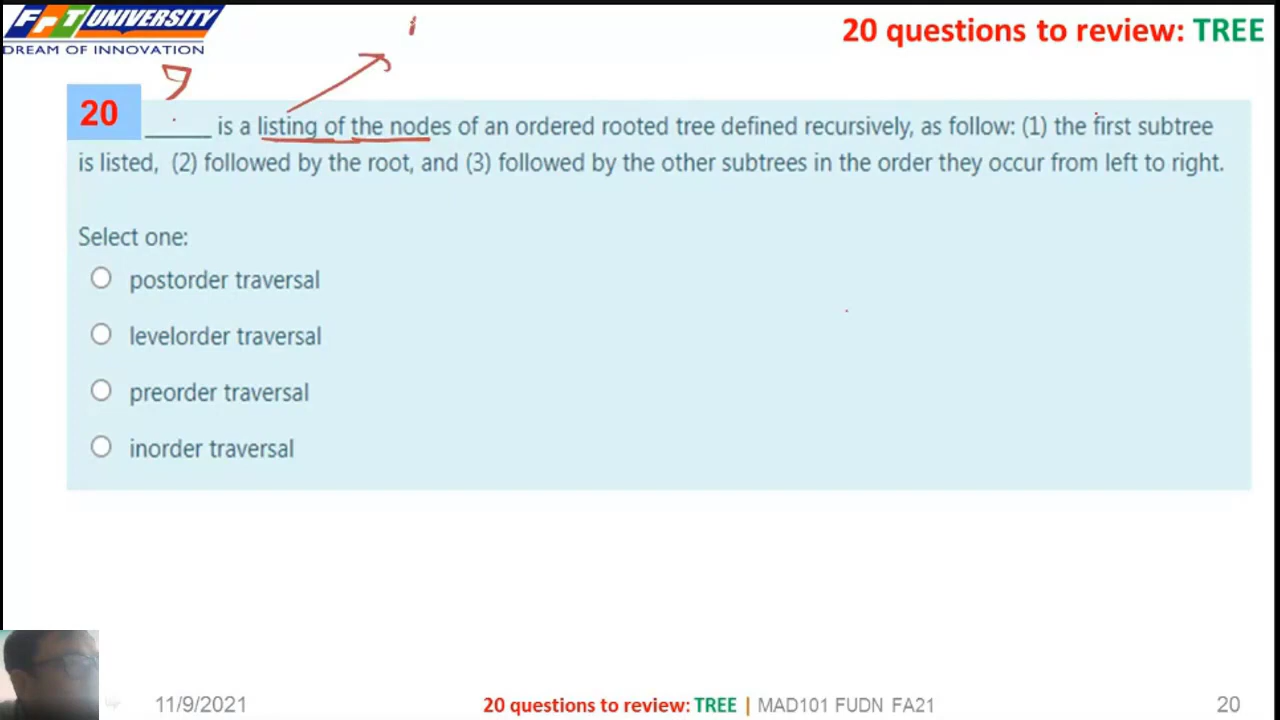 FPT UNIVERSITY
DREAM OF INNOVATION
20 questions to review: TREE
20
______ is a listing of the nodes of an ordered rooted tree defined recursively, as follow: (1) the first subtree
is listed, (2) followed by the root, and (3) followed by the other subtrees in the order they occur from left to right.
Select one:
postorder traversal
levelorder traversal
preorder traversal
inorder traversal
11/9/2021
20 questions to review: TREE | MAD101 FUDN FA21
20